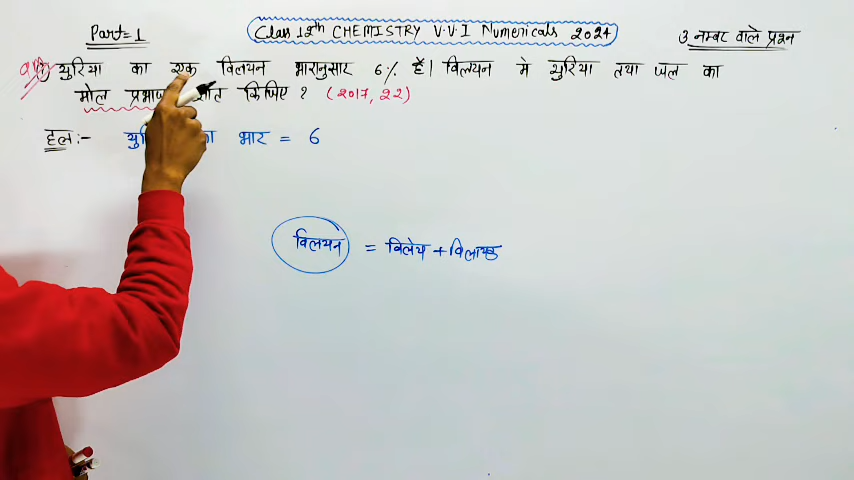 Part=1
Class 12th CHEMISTRY V.V.I Numericals 2024
3 नम्बर वाले प्रश्न
युरिया का एक विलयन भारानुसार 6% हैं। विलयन मे युरिया तथा जल का
मोल प्रभाज ज्ञात किजिए ? (2017, 22)
हल :- भार = 6
विलयन = विलेय + विलायक